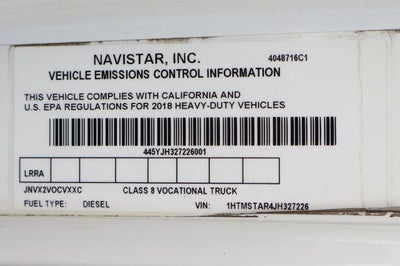 NAVISTAR, INC.
4048716C1
VEHICLE EMISSIONS CONTROL INFORMATION
THIS VEHICLE COMPLIES WITH CALIFORNIA AND
U.S. EPA REGULATIONS FOR 2018 HEAVY-DUTY VEHICLES
445YJH327226001
LRRA
JNVX2VOCVXXC CLASS 8 VOCATIONAL TRUCK
FUEL TYPE: DIESEL VIN: 1HTMSTAR4JH327226